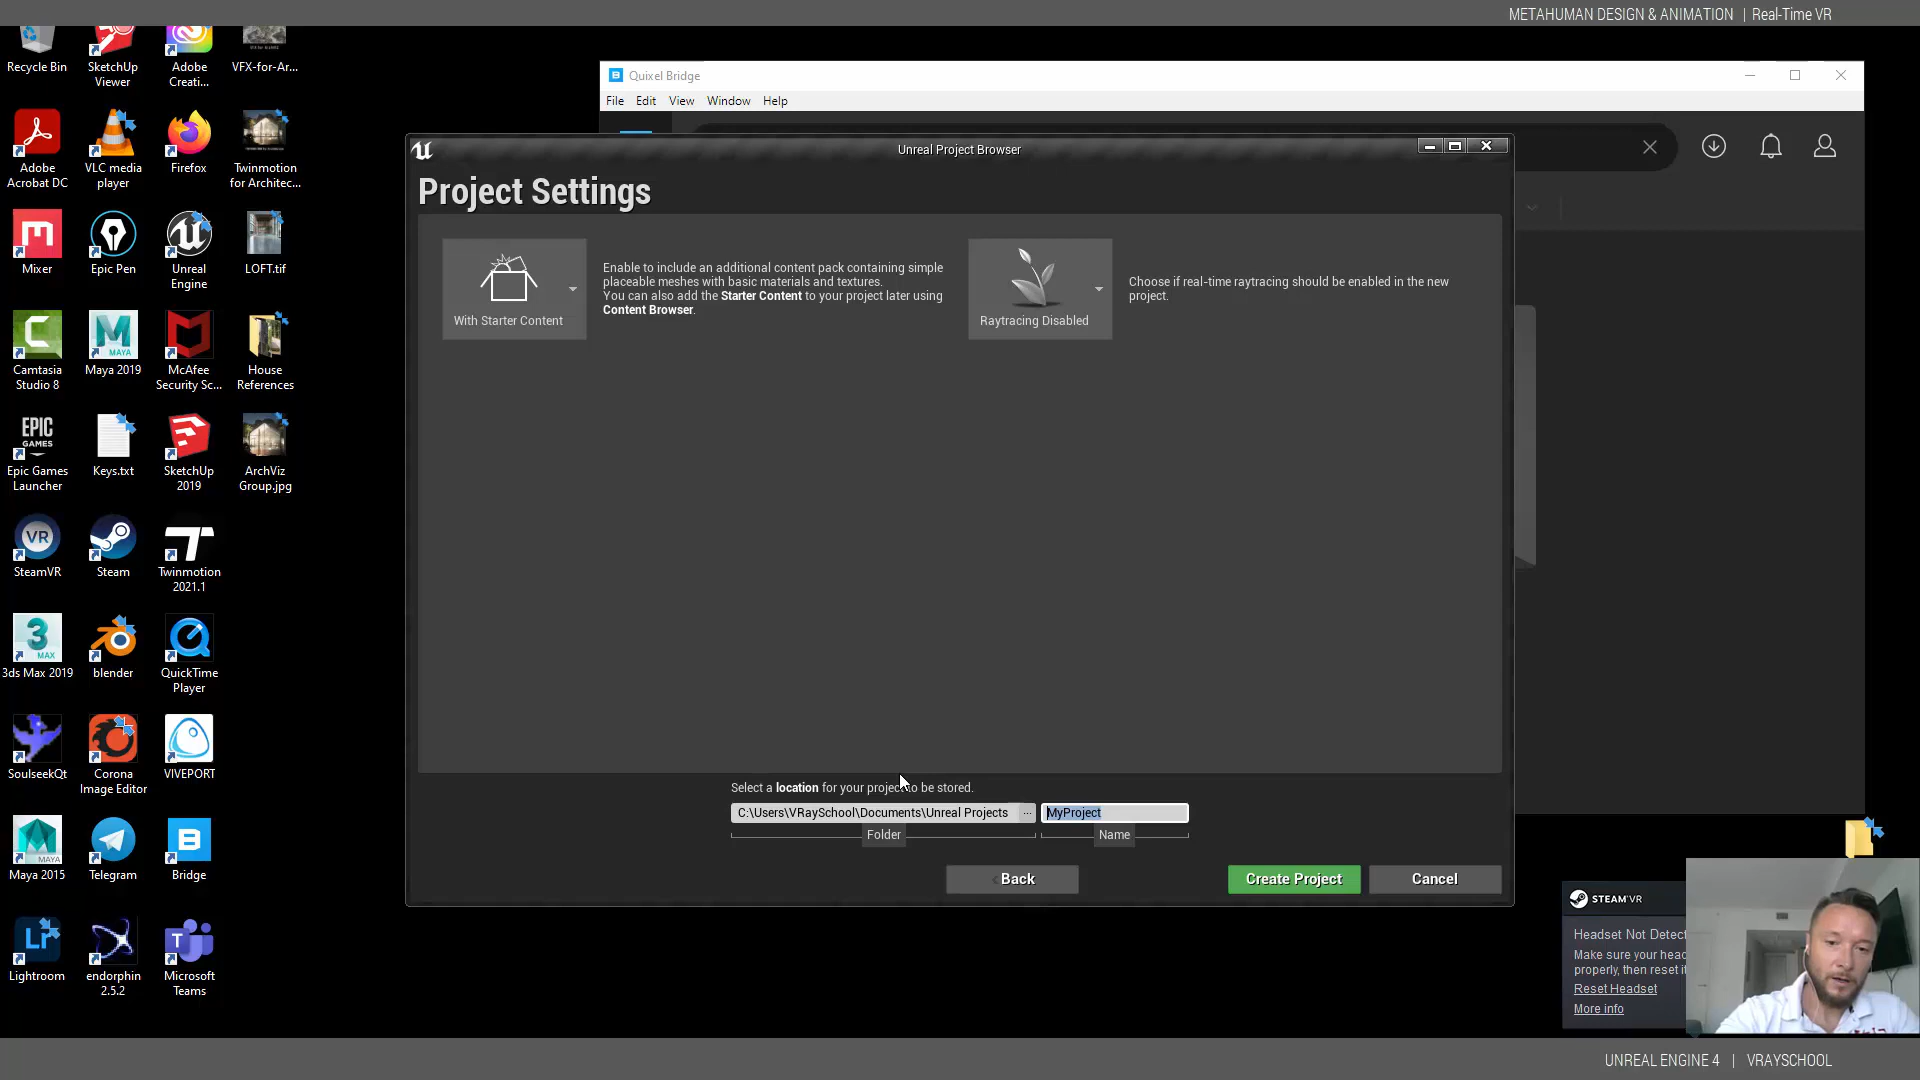 METAHUMAN DESIGN & ANIMATION | Real-Time VR
Recycle Bin
SketchUp
Viewer
Adobe
Creati...
VFX-for-Ar...
Adobe
Acrobat DC
VLC media
player
Firefox
Twinmotion
for Architec...
Mixer
Epic Pen
Unreal
Engine
LOFT.tif
Camtasia
Studio 8
MAYA
Maya 2019
McAfee
Security Sc...
House
References
EPIC
GAMES
Epic Games
Launcher
Keys.txt
SketchUp
2019
ArchViz
Group.jpg
VR
SteamVR
Steam
Twinmotion
2021.1
3
MAX
3ds Max 2019
blender
QuickTime
Player
SoulseekQt
Corona
Image Editor
VIVEPORT
MAYA
Maya 2015
Telegram
Bridge
Lr
Lightroom
endorphin
2.5.2
Microsoft
Teams
Quixel Bridge
File Edit View Window Help
Unreal Project Browser
Project Settings
With Starter Content
Enable to include an additional content pack containing simple
placeable meshes with basic materials and textures.
You can also add the Starter Content to your project later using
Content Browser.
Raytracing Disabled
Choose if real-time raytracing should be enabled in the new
project.
Select a location for your project to be stored.
C:\Users\VRaySchool\Documents\Unreal Projects ...
MyProject
Folder
Name
Back
Create Project
Cancel
STEAMVR
Headset Not Detect
Make sure your head
properly, then reset it
Reset Headset
More info
UNREAL ENGINE 4 | VRAYSCHOOL